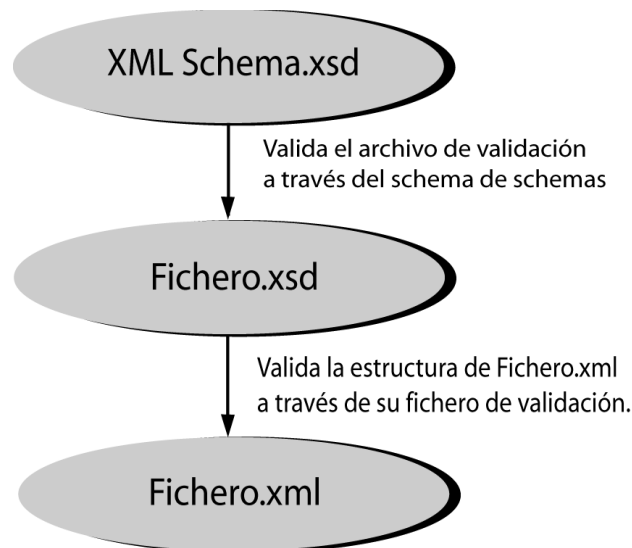 XML Schema.xsd
Valida el archivo de validación
a través del schema de schemas
Fichero.xsd
Valida la estructura de Fichero.xml
a través de su fichero de validación.
Fichero.xml